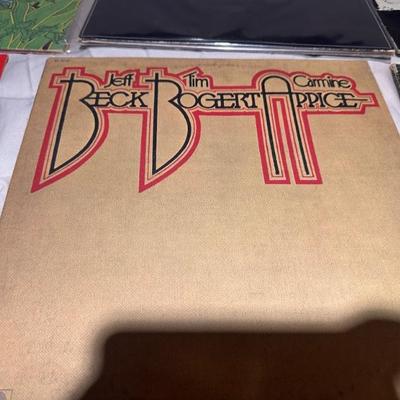 Jeff Tim Carmine
BECK BOGERT APPICE